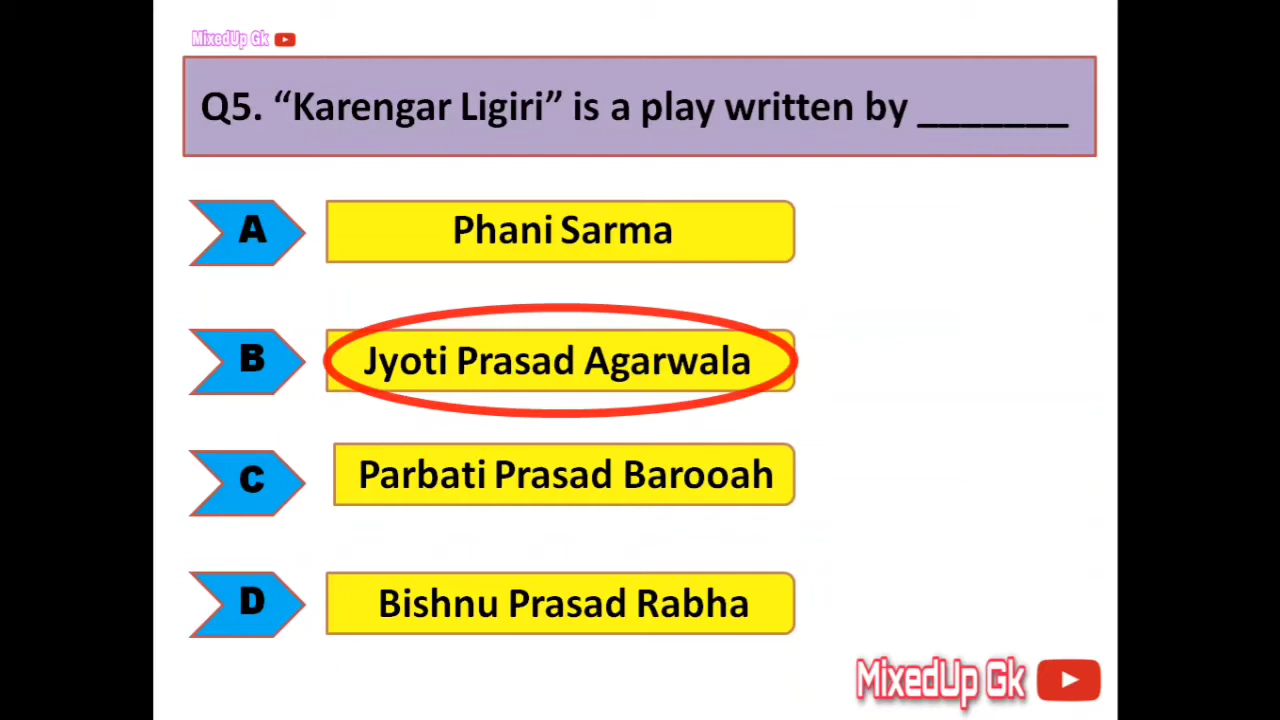 MixedUp Gk
Q5. “Karengar Ligiri” is a play written by _______
A Phani Sarma
B Jyoti Prasad Agarwala
C Parbati Prasad Barooah
D Bishnu Prasad Rabha
MixedUp Gk